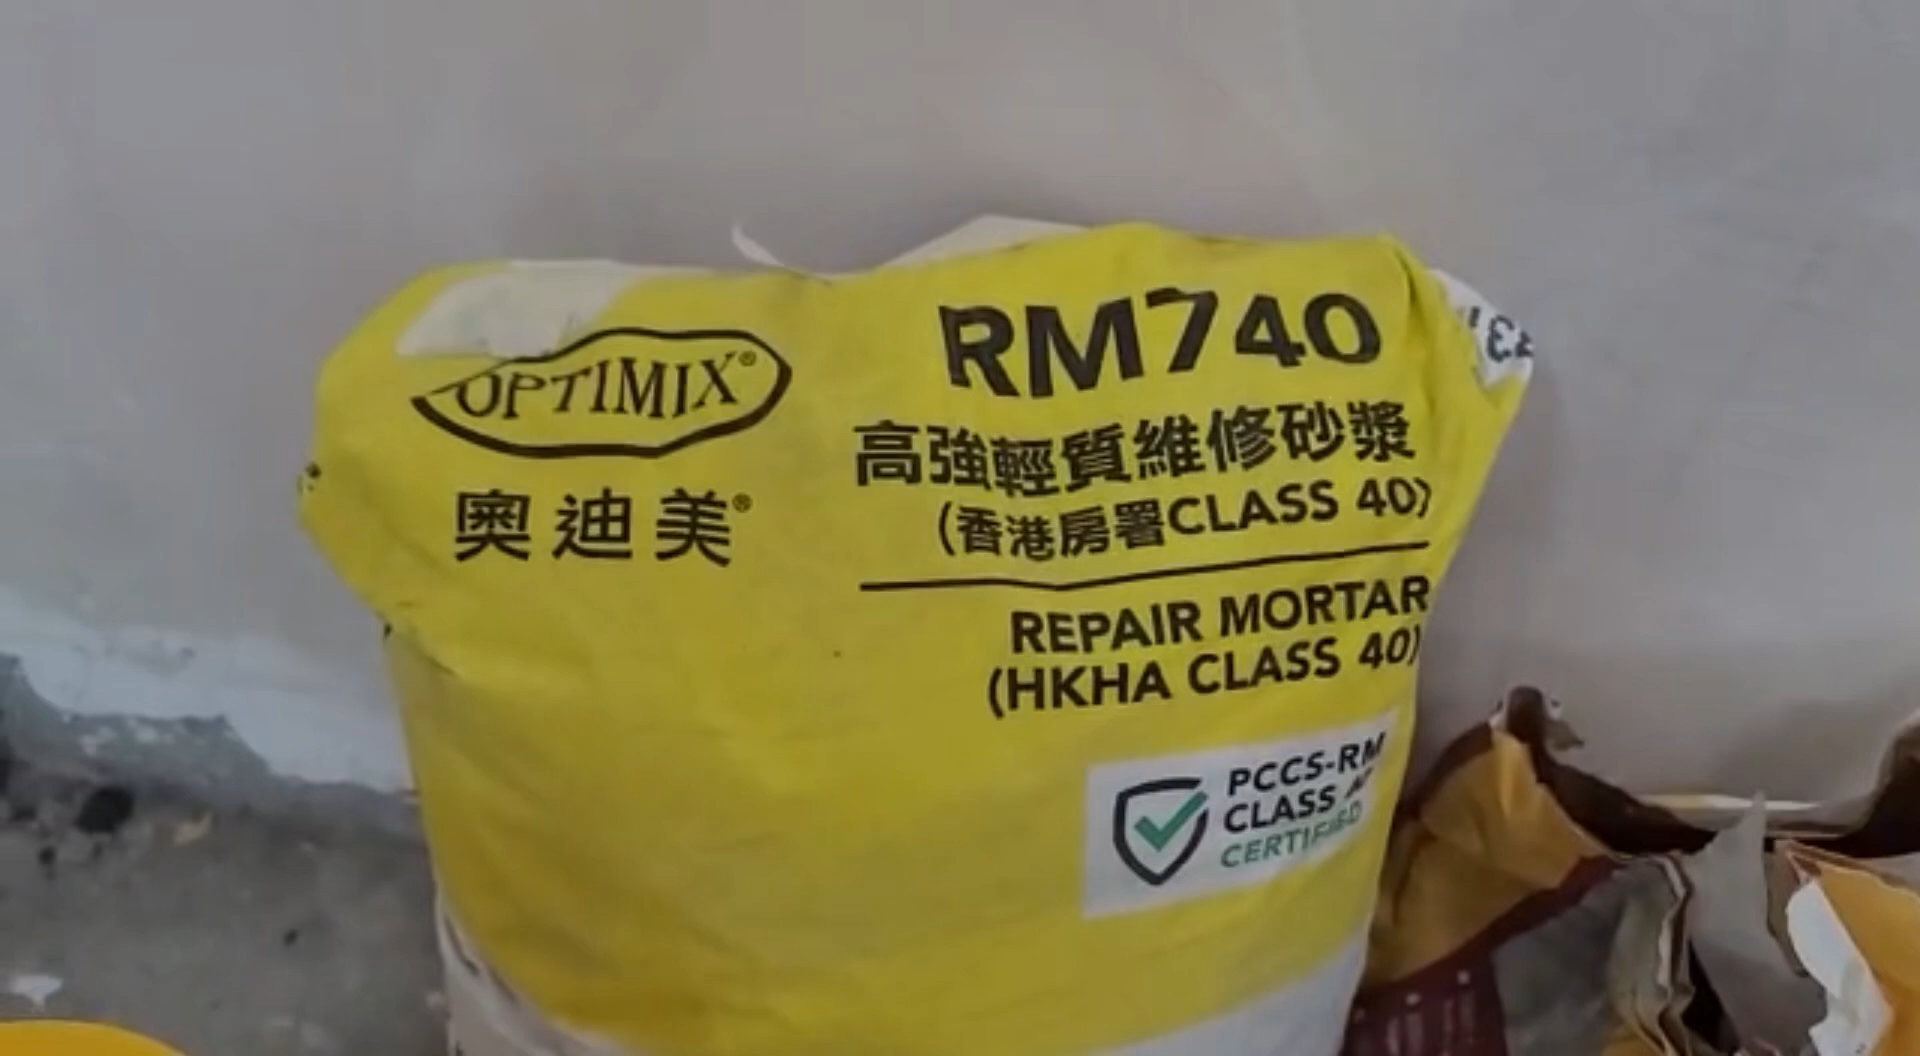 OPTIMIX®
奧迪美®
RM740
高強輕質維修砂漿
(香港房署CLASS 40)
REPAIR MORTAR
(HKHA CLASS 40)
PCCS-RM
CLASS
CERTIFIED